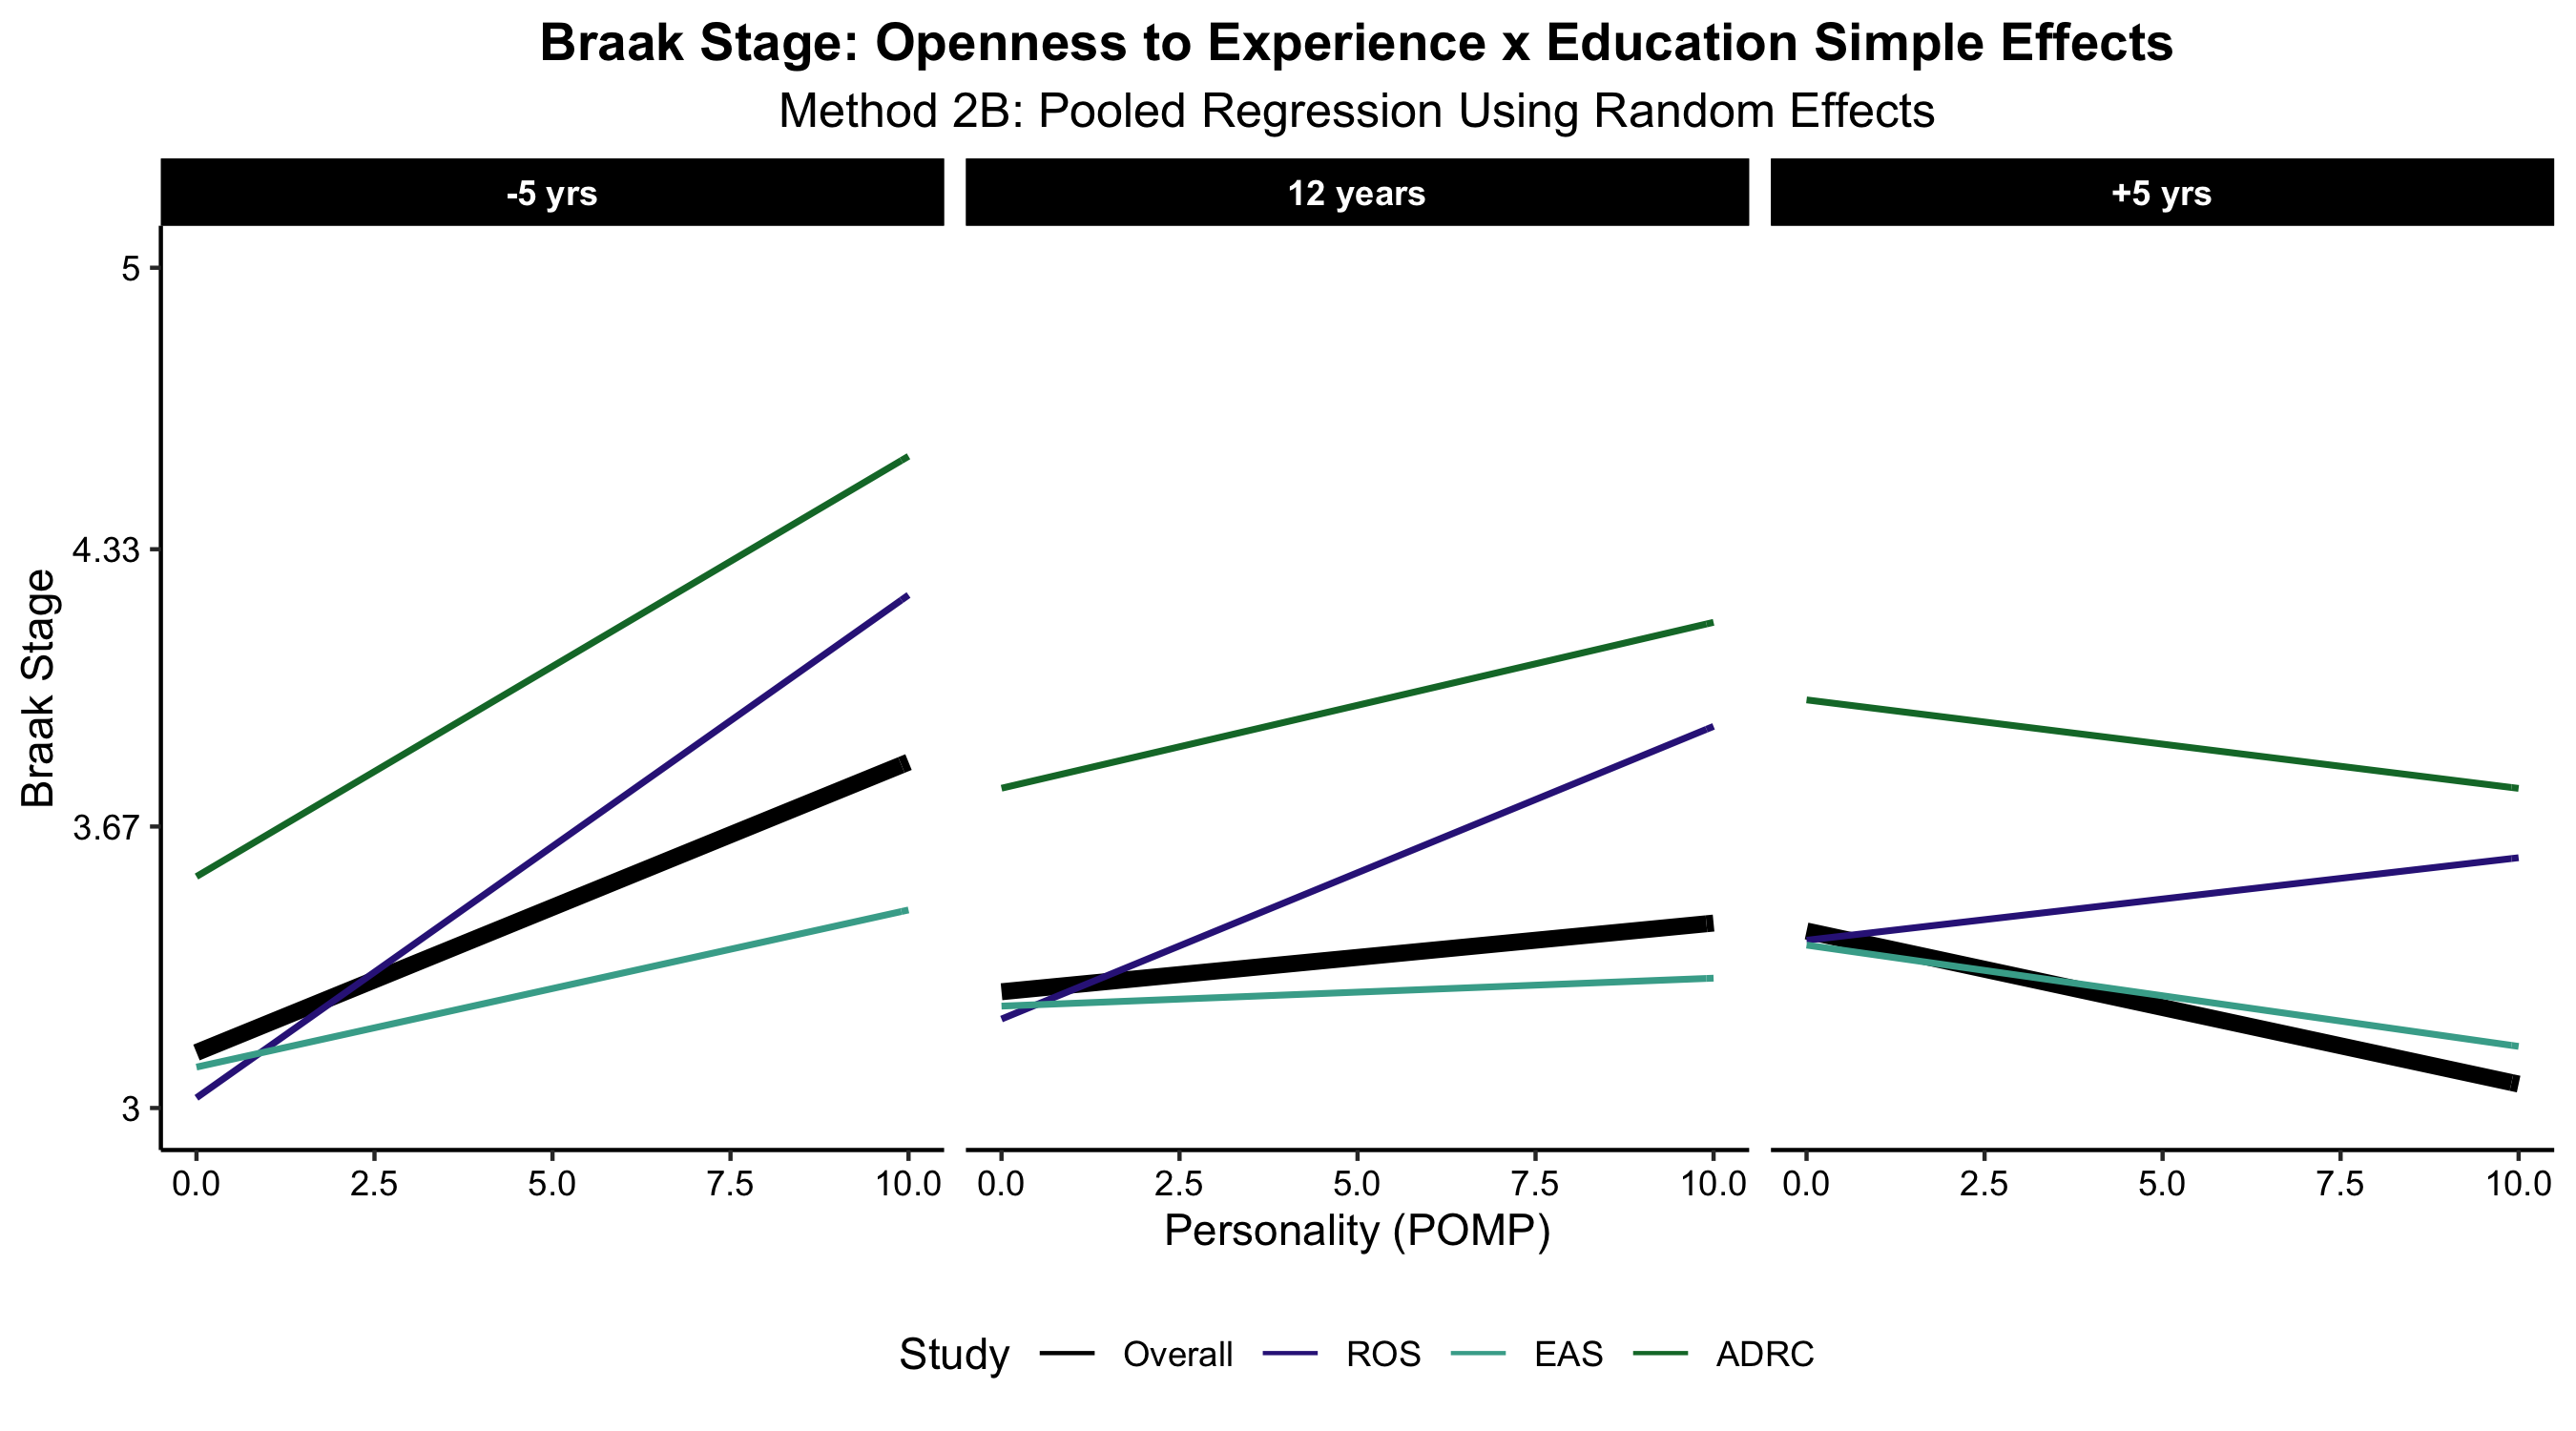 Braak Stage: Openness to Experience x Education Simple Effects
Method 2B: Pooled Regression Using Random Effects
-5 yrs 12 years +5 yrs
Braak Stage
5
4.33
3.67
3
0.0 2.5 5.0 7.5 10.0 0.0 2.5 5.0 7.5 10.0 0.0 2.5 5.0 7.5 10.0
Personality (POMP)
Study Overall ROS EAS ADRC